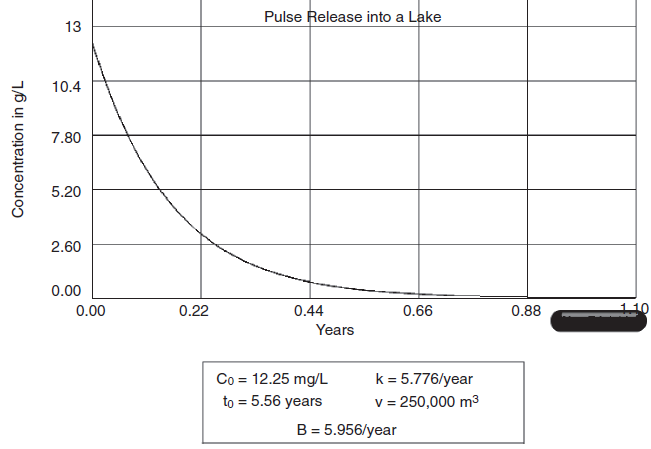 Pulse Release into a Lake
13
10.4
7.80
5.20
2.60
0.00
Concentration in g/L
0.00 0.22 0.44 0.66 0.88 1.10
Years
C₀ = 12.25 mg/L k = 5.776/year
t₀ = 5.56 years v = 250,000 m³
B = 5.956/year